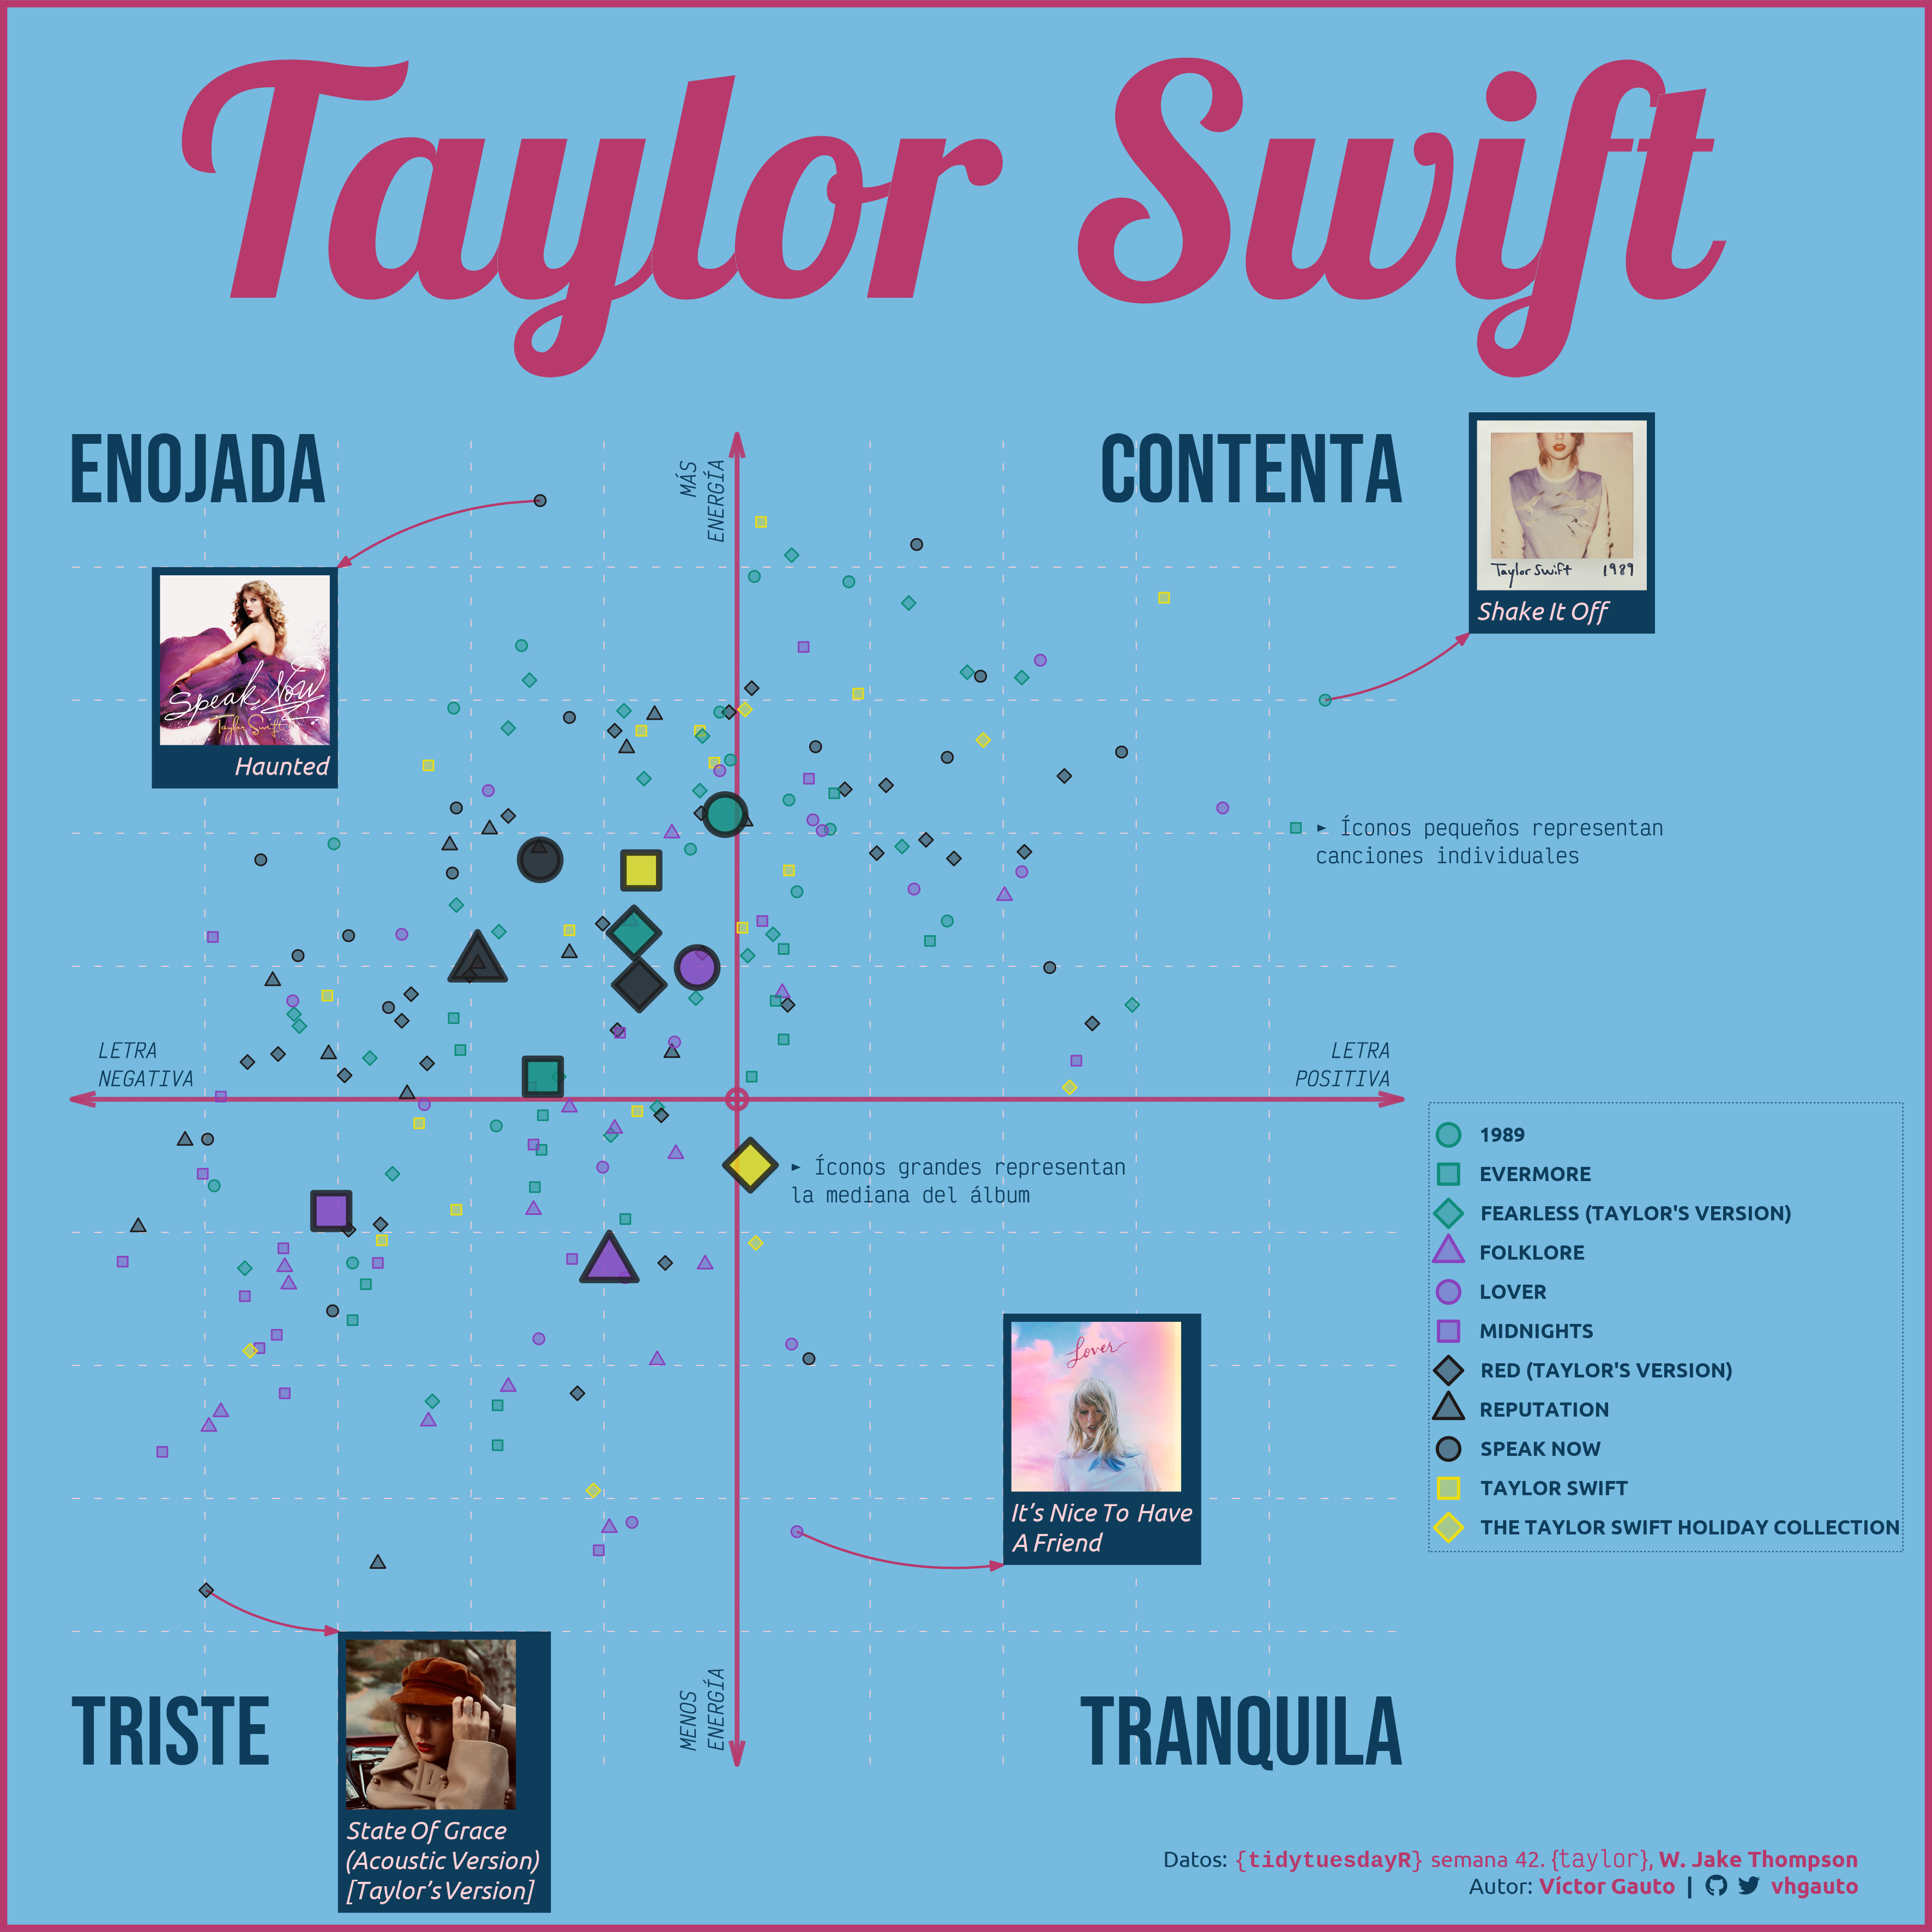 Taylor Swift
ENOJADA
CONTENTA
MÁS
ENERGÍA
Taylor Swift 1989
Shake It Off
Speak Now
Taylor Swift
Haunted
► Íconos pequeños representan
canciones individuales
LETRA
NEGATIVA
LETRA
POSITIVA
► Íconos grandes representan
la mediana del álbum
1989
EVERMORE
FEARLESS (TAYLOR'S VERSION)
FOLKLORE
LOVER
MIDNIGHTS
RED (TAYLOR'S VERSION)
REPUTATION
SPEAK NOW
TAYLOR SWIFT
THE TAYLOR SWIFT HOLIDAY COLLECTION
Lover
It’s Nice To Have
A Friend
MENOS
ENERGÍA
TRISTE
TRANQUILA
State Of Grace
(Acoustic Version)
[Taylor’s Version]
Datos: {tidytuesdayR} semana 42. {taylor}, W. Jake Thompson
Autor: Víctor Gauto | vhgauto